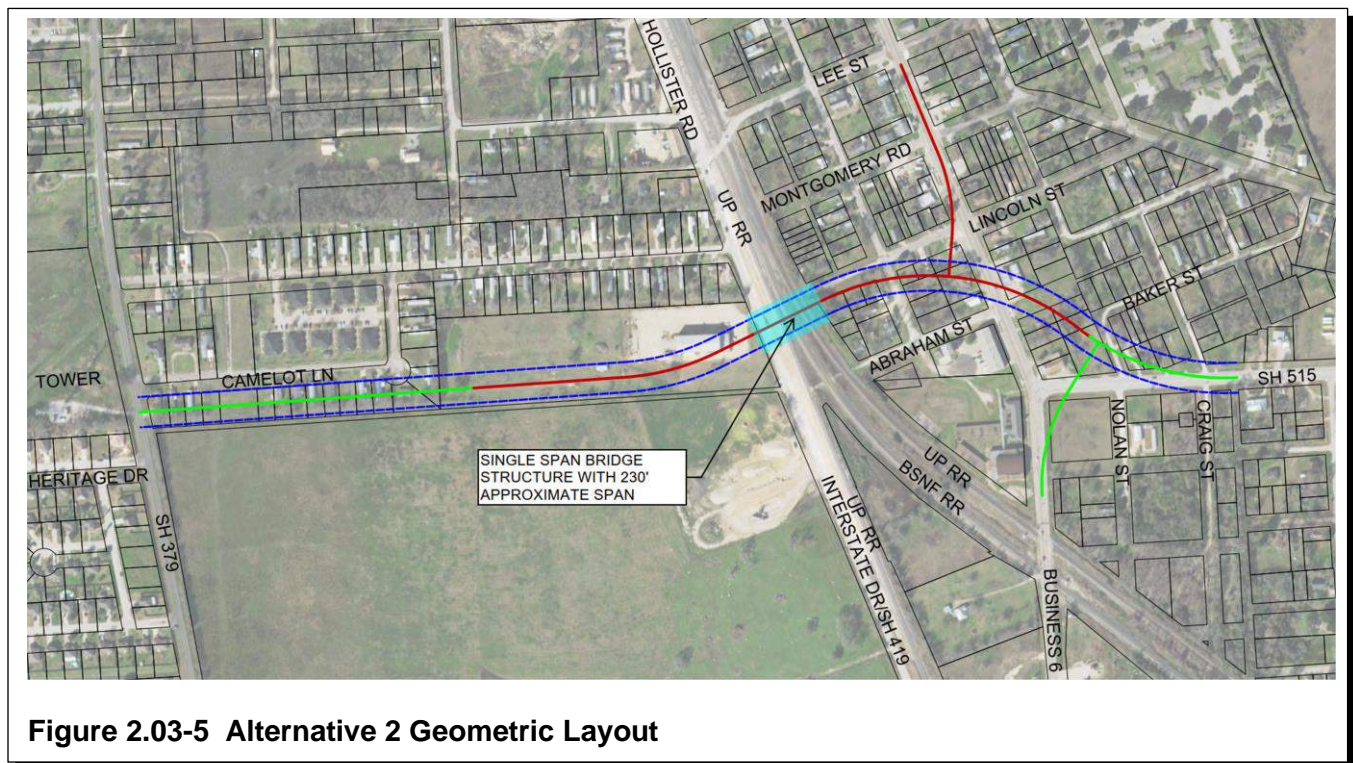 HOLLISTER RD
LEE ST
MONTGOMERY RD
UP RR
LINCOLN ST
BAKER ST
ABRAHAM ST
TOWER
CAMELOT LN
SH 515
HERITAGE DR
SH 379
SINGLE SPAN BRIDGE
STRUCTURE WITH 230'
APPROXIMATE SPAN
NOLAN ST
CRAIG ST
UP RR
BSNF RR
UP RR
INTERSTATE DR/SH 419
BUSINESS 6
Figure 2.03-5 Alternative 2 Geometric Layout